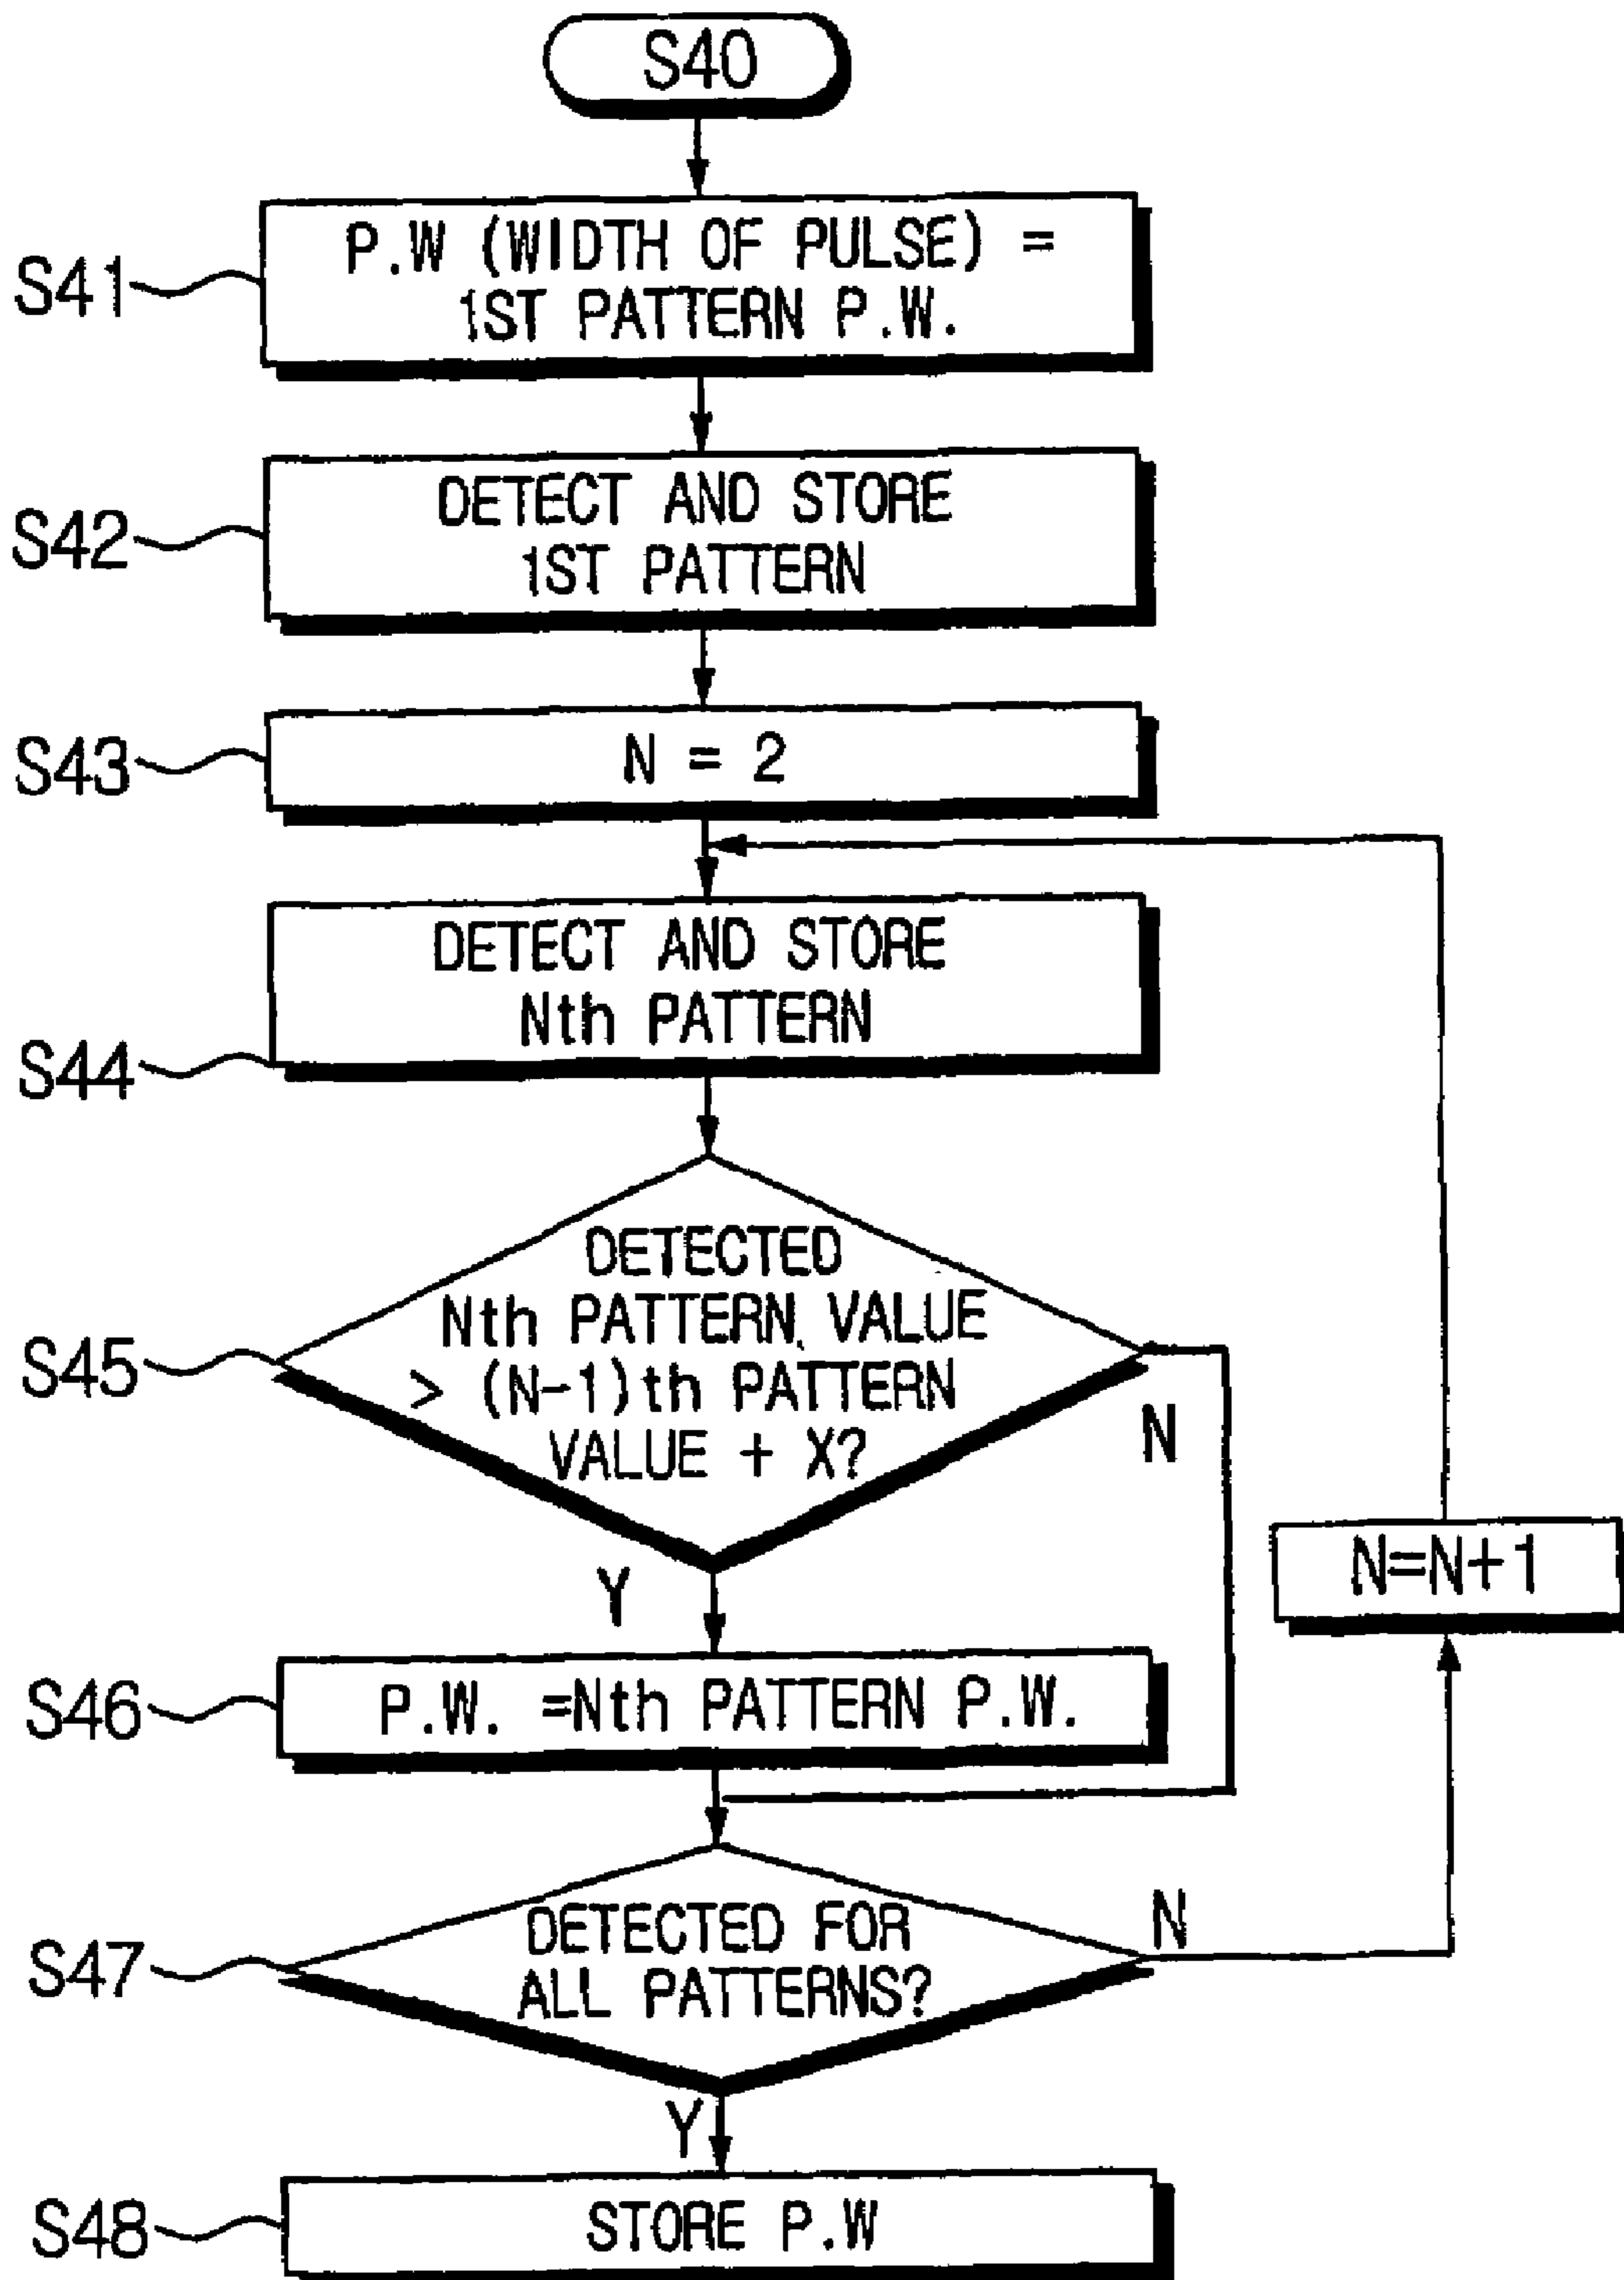 S40
S41
P.W (WIDTH OF PULSE) =
1ST PATTERN P.W.
S42
DETECT AND STORE
1ST PATTERN
S43
N = 2
DETECT AND STORE
Nth PATTERN
S44
DETECTED
Nth PATTERN VALUE
> (N-1)th PATTERN
VALUE + X?
S45
N
Y
N=N+1
S46
P.W. =Nth PATTERN P.W.
S47
DETECTED FOR
ALL PATTERNS?
N
Y
S48
STORE P.W